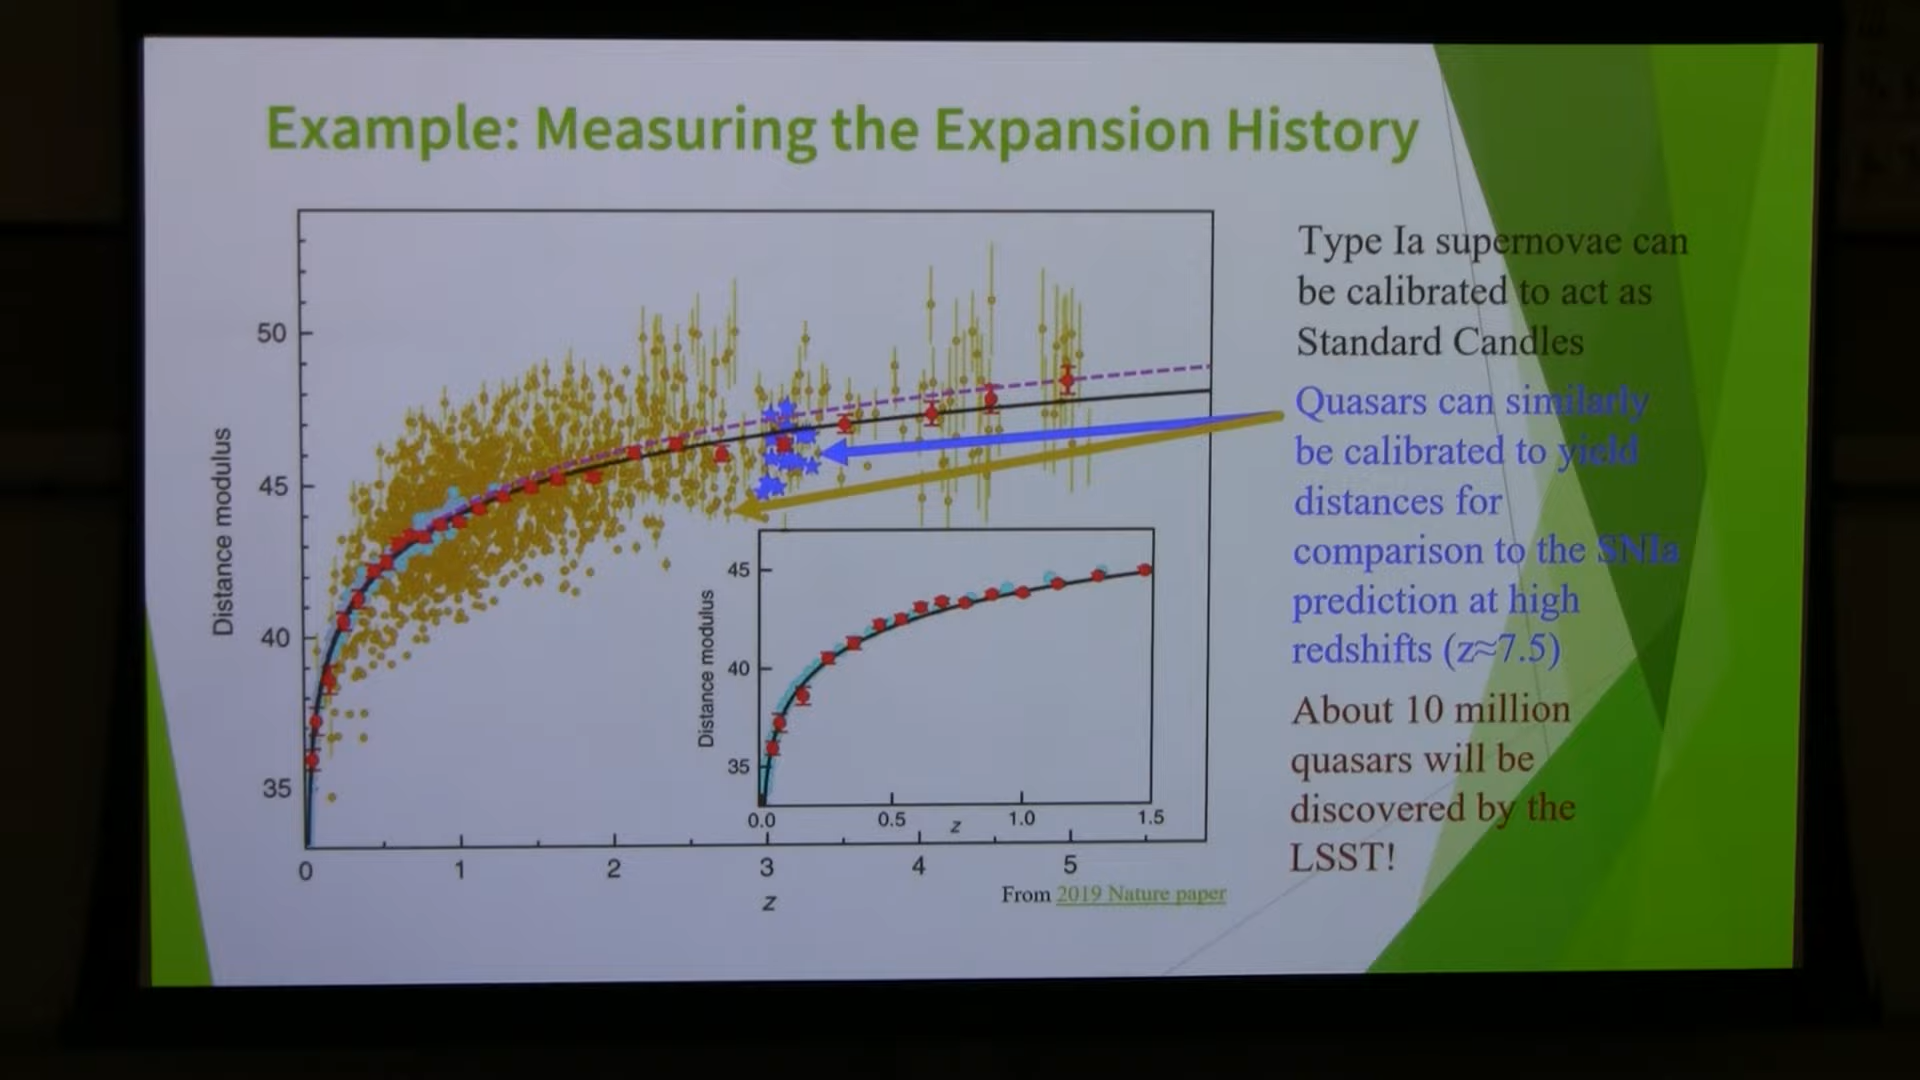 Example: Measuring the Expansion History
Type Ia supernovae can
be calibrated to act as
Standard Candles
Quasars can similarly
be calibrated to yield
distances for
comparison to the SNIa
prediction at high
redshifts (z≈7.5)
About 10 million
quasars will be
discovered by the
LSST!
Distance modulus
50
45
40
35
0 1 2 3 4 5
z
Distance modulus
45
40
35
0.0 0.5 1.0 1.5
z
From 2019 Nature paper